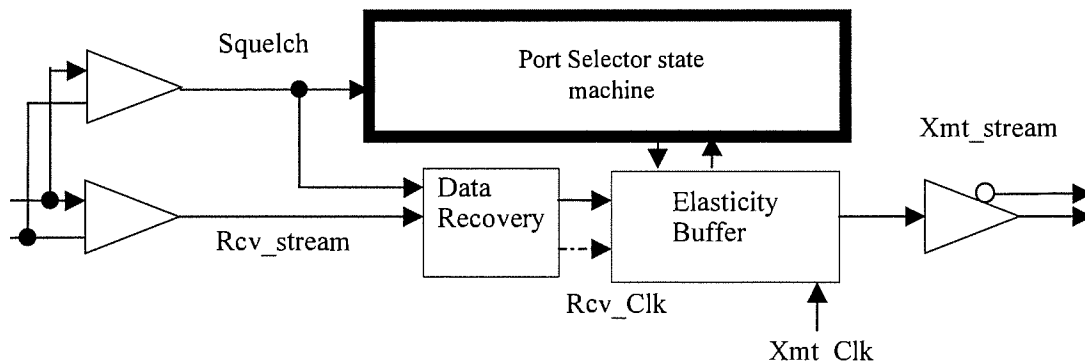 Squelch
Port Selector state
machine
Xmt_stream
Data
Recovery
Elasticity
Buffer
Rcv_stream
Rcv_Clk
Xmt_Clk